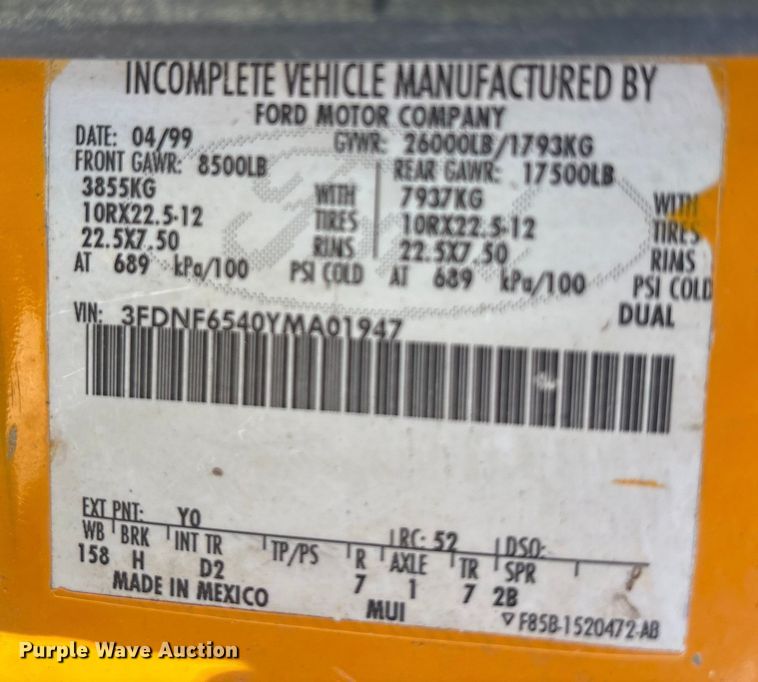 INCOMPLETE VEHICLE MANUFACTURED BY
FORD MOTOR COMPANY
DATE: 04/99 GVWR: 26000LB/1793KG
FRONT GAWR: 8500LB REAR GAWR: 17500LB
3855KG WITH 7937KG WITH
10RX22.5-12 TIRES 10RX22.5-12 TIRES
22.5X7.50 RINS 22.5X7.50 RIMS
AT 689 kPa/100 PSI COLD AT 689 kPa/100 PSI COLD
DUAL
VIN: 3FDNF6540YMA01947
EXT PNT: Y0 RC: 52 DSO:
WB BRK INT TR TP/PS R AXLE TR SPR
158 H D2 7 1 7 2B
MADE IN MEXICO MUI F85B-1520472-AB
Purple Wave Auction